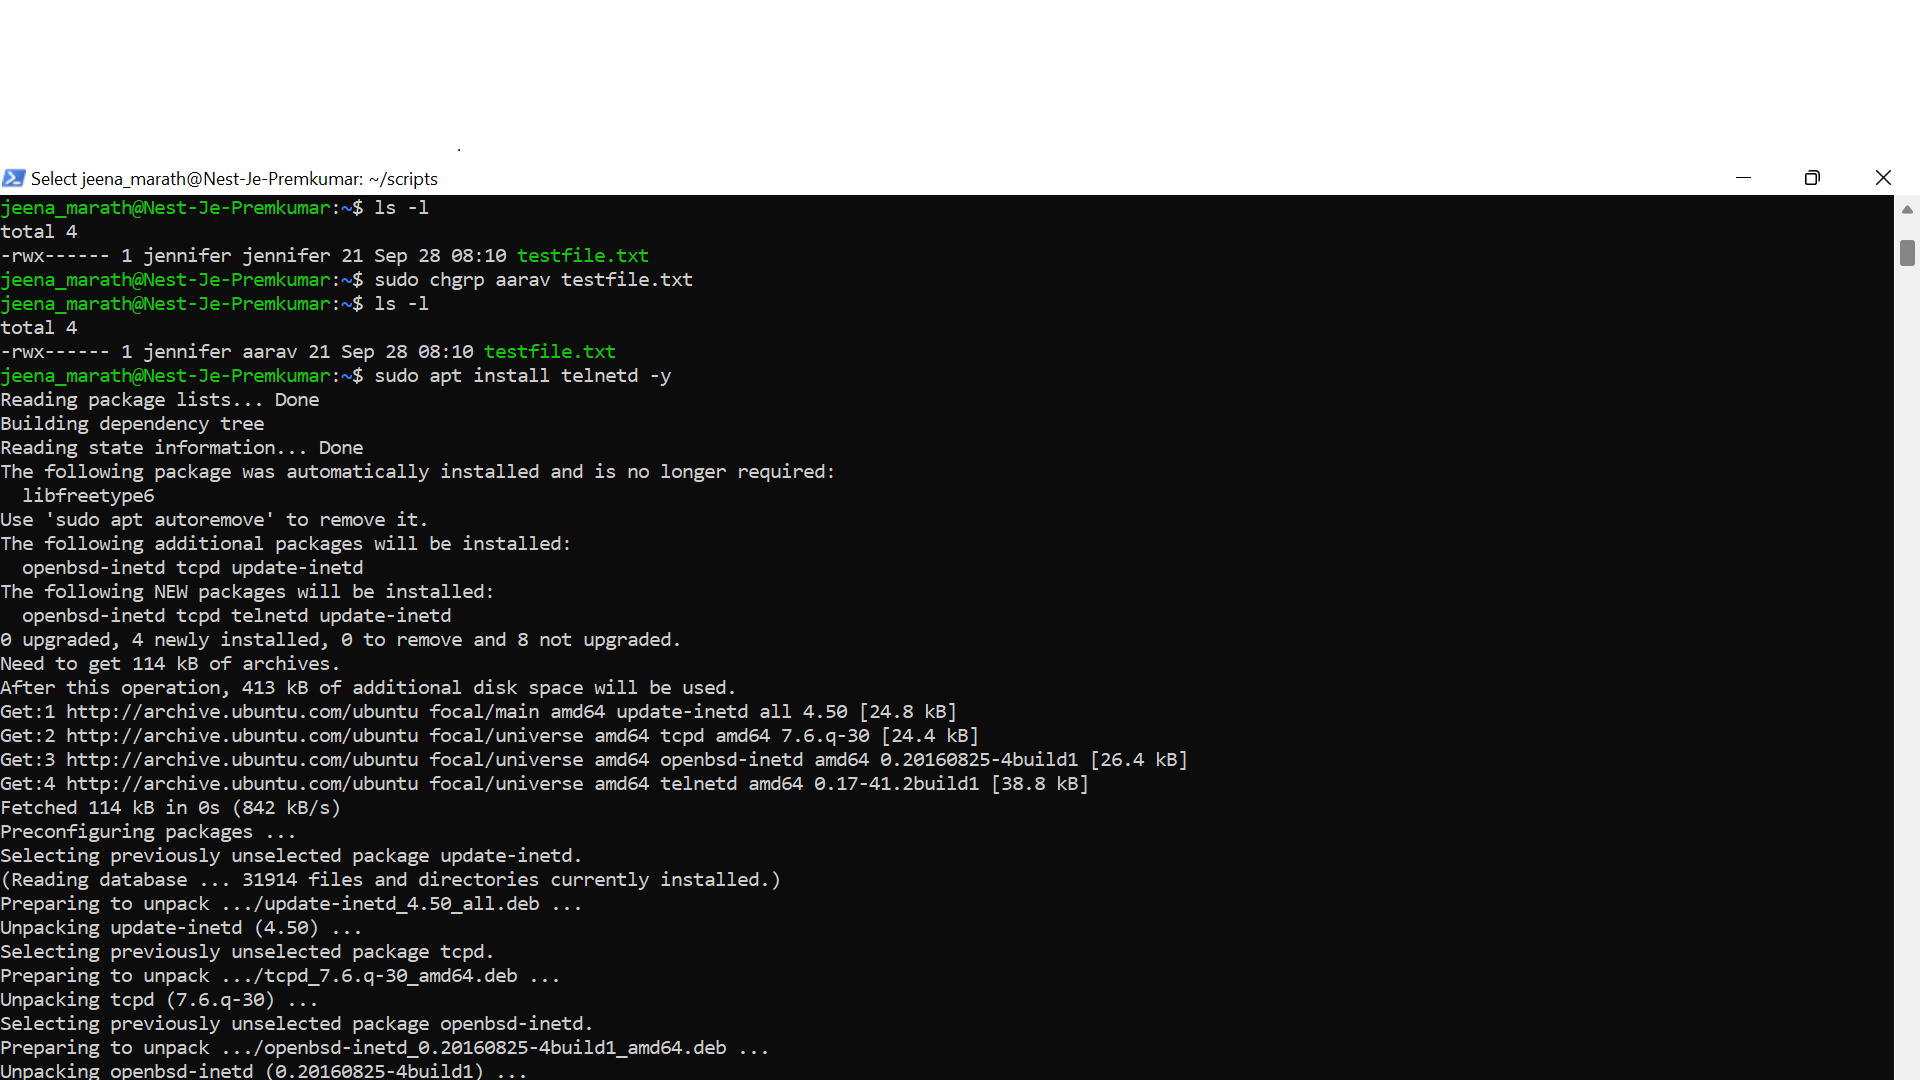 Select jeena_marath@Nest-Je-Premkumar: ~/scripts
jeena_marath@Nest-Je-Premkumar:~$ ls -l
total 4
-rwx------ 1 jennifer jennifer 21 Sep 28 08:10 testfile.txt
jeena_marath@Nest-Je-Premkumar:~$ sudo chgrp aarav testfile.txt
jeena_marath@Nest-Je-Premkumar:~$ ls -l
total 4
-rwx------ 1 jennifer aarav 21 Sep 28 08:10 testfile.txt
jeena_marath@Nest-Je-Premkumar:~$ sudo apt install telnetd -y
Reading package lists... Done
Building dependency tree
Reading state information... Done
The following package was automatically installed and is no longer required:
  libfreetype6
Use 'sudo apt autoremove' to remove it.
The following additional packages will be installed:
  openbsd-inetd tcpd update-inetd
The following NEW packages will be installed:
  openbsd-inetd tcpd telnetd update-inetd
0 upgraded, 4 newly installed, 0 to remove and 8 not upgraded.
Need to get 114 kB of archives.
After this operation, 413 kB of additional disk space will be used.
Get:1 http://archive.ubuntu.com/ubuntu focal/main amd64 update-inetd all 4.50 [24.8 kB]
Get:2 http://archive.ubuntu.com/ubuntu focal/universe amd64 tcpd amd64 7.6.q-30 [24.4 kB]
Get:3 http://archive.ubuntu.com/ubuntu focal/universe amd64 openbsd-inetd amd64 0.20160825-4build1 [26.4 kB]
Get:4 http://archive.ubuntu.com/ubuntu focal/universe amd64 telnetd amd64 0.17-41.2build1 [38.8 kB]
Fetched 114 kB in 0s (842 kB/s)
Preconfiguring packages ...
Selecting previously unselected package update-inetd.
(Reading database ... 31914 files and directories currently installed.)
Preparing to unpack .../update-inetd_4.50_all.deb ...
Unpacking update-inetd (4.50) ...
Selecting previously unselected package tcpd.
Preparing to unpack .../tcpd_7.6.q-30_amd64.deb ...
Unpacking tcpd (7.6.q-30) ...
Selecting previously unselected package openbsd-inetd.
Preparing to unpack .../openbsd-inetd_0.20160825-4build1_amd64.deb ...
Unpacking openbsd-inetd (0.20160825-4build1) ...